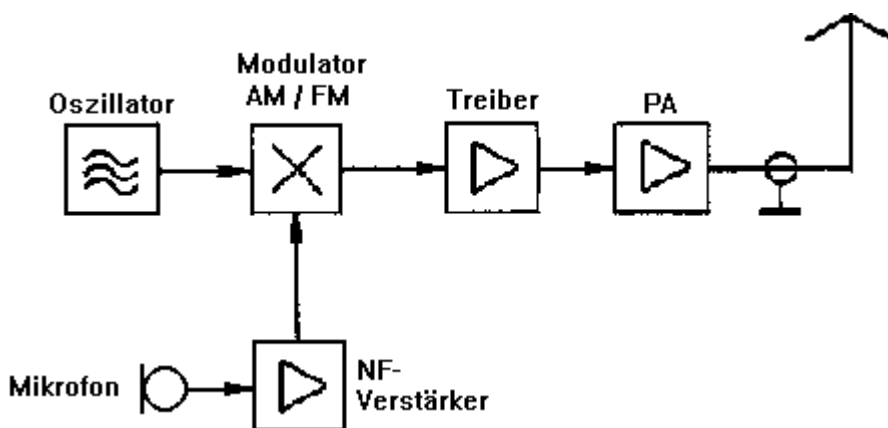 Oszillator
Modulator
AM / FM
Treiber
PA
Mikrofon
NF-
Verstärker